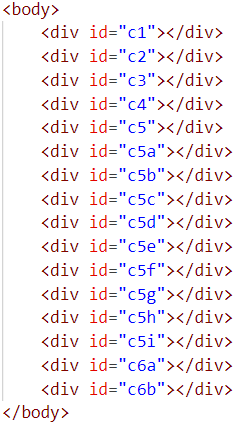 <body>
<div id="c1"></div>
<div id="c2"></div>
<div id="c3"></div>
<div id="c4"></div>
<div id="c5"></div>
<div id="c5a"></div>
<div id="c5b"></div>
<div id="c5c"></div>
<div id="c5d"></div>
<div id="c5e"></div>
<div id="c5f"></div>
<div id="c5g"></div>
<div id="c5h"></div>
<div id="c5i"></div>
<div id="c6a"></div>
<div id="c6b"></div>
</body>